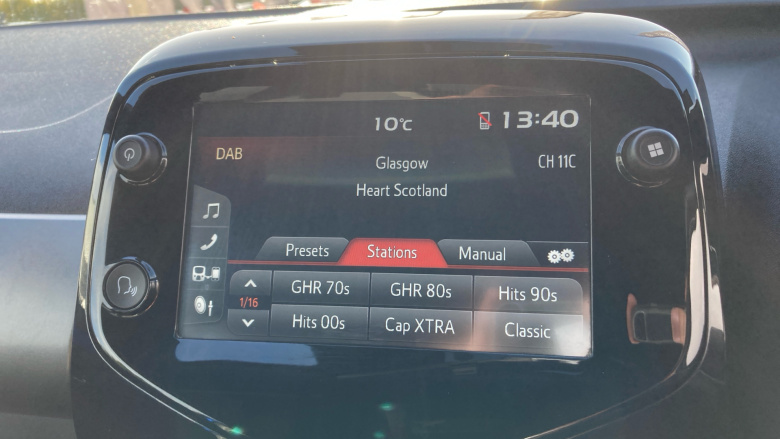 10°C 13:40
DAB Glasgow CH 11C
Heart Scotland
Presets Stations Manual
GHR 70s GHR 80s Hits 90s
1/16
Hits 00s Cap XTRA Classic